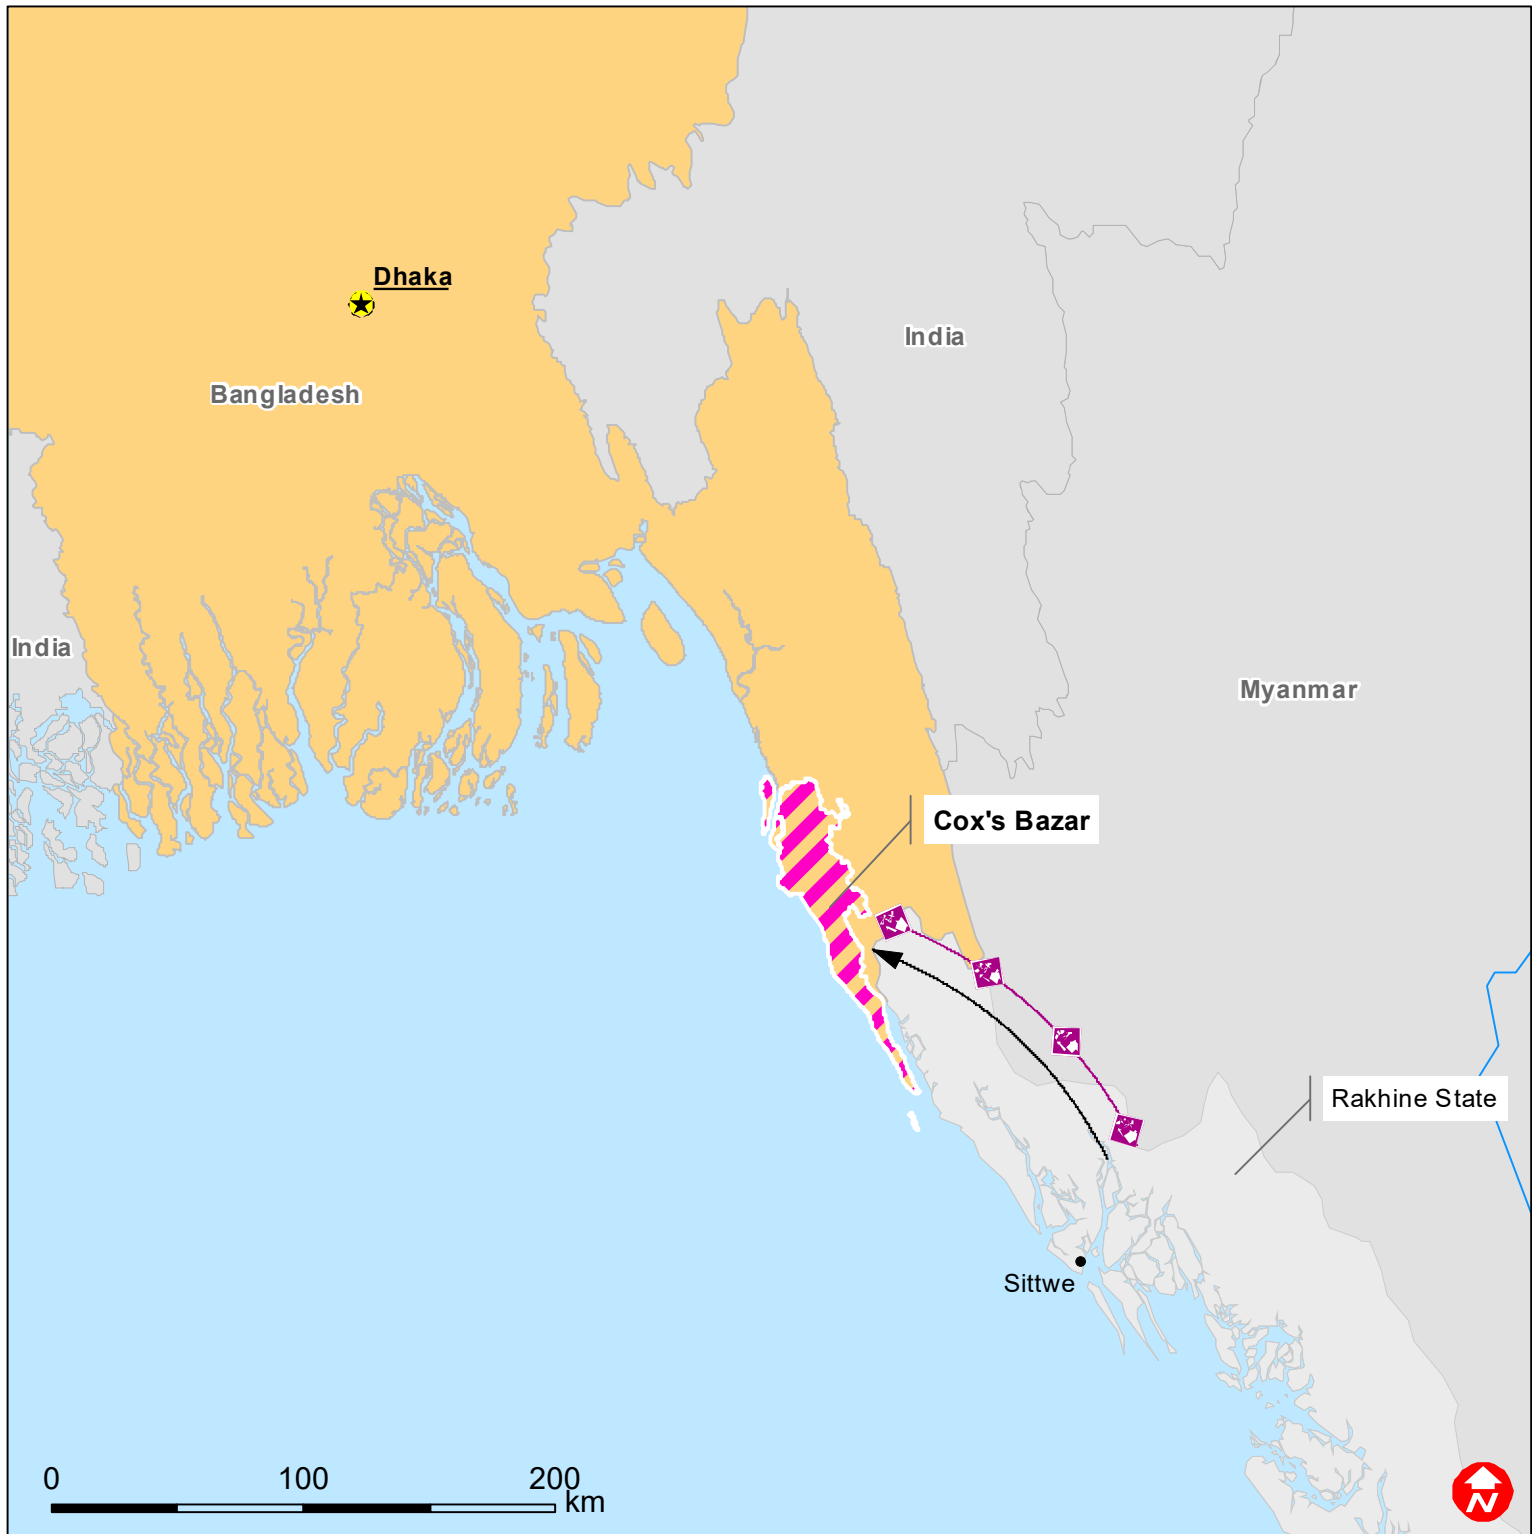 Dhaka
India
Bangladesh
India
Myanmar
Cox's Bazar
Rakhine State
Sittwe
0 100 200
km
N